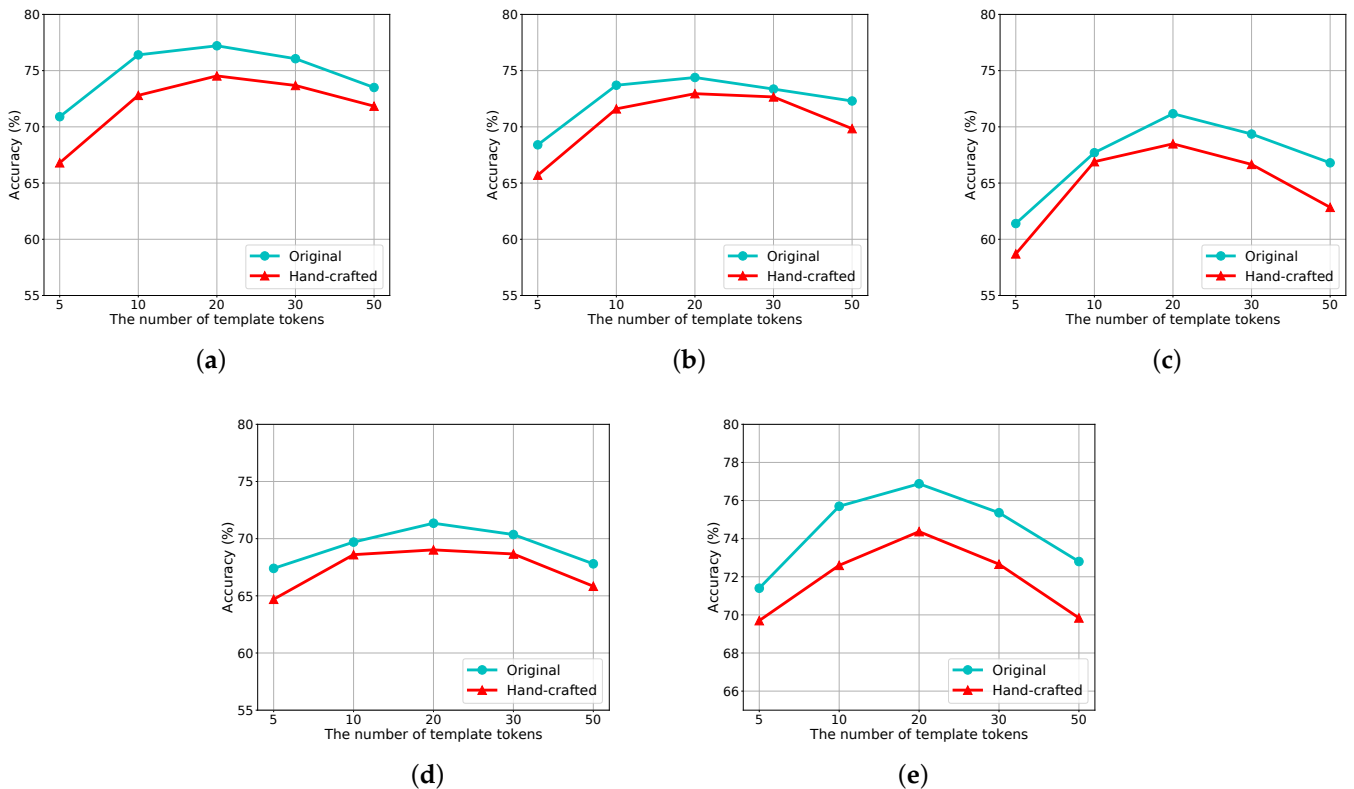 80
75
70
65
60
55
Accuracy (%)
Original
Hand-crafted
5 10 20 30 50
The number of template tokens
(a)
80
75
70
65
60
55
Accuracy (%)
Original
Hand-crafted
5 10 20 30 50
The number of template tokens
(b)
80
75
70
65
60
55
Accuracy (%)
Original
Hand-crafted
5 10 20 30 50
The number of template tokens
(c)
80
75
70
65
60
55
Accuracy (%)
Original
Hand-crafted
5 10 20 30 50
The number of template tokens
(d)
80
78
76
74
72
70
68
66
Accuracy (%)
Original
Hand-crafted
5 10 20 30 50
The number of template tokens
(e)